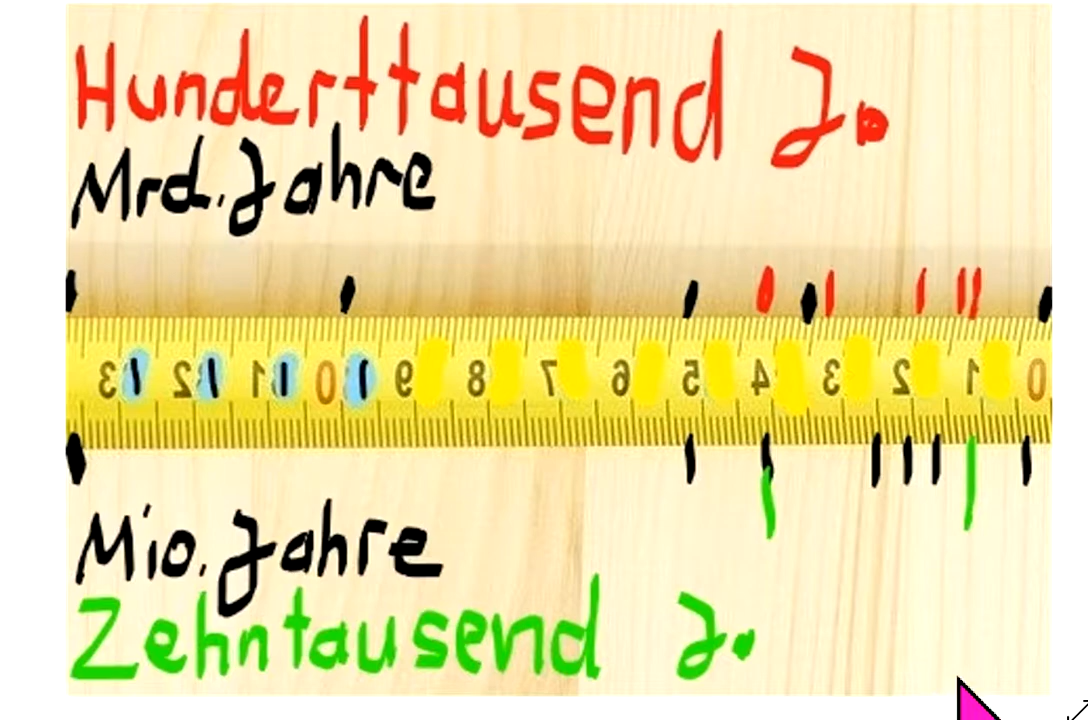 Hunderttausend J.
Mrd. Jahre
13 12 11 10 9 8 7 6 5 4 3 2 1 0
Mio. Jahre
Zehntausend J.